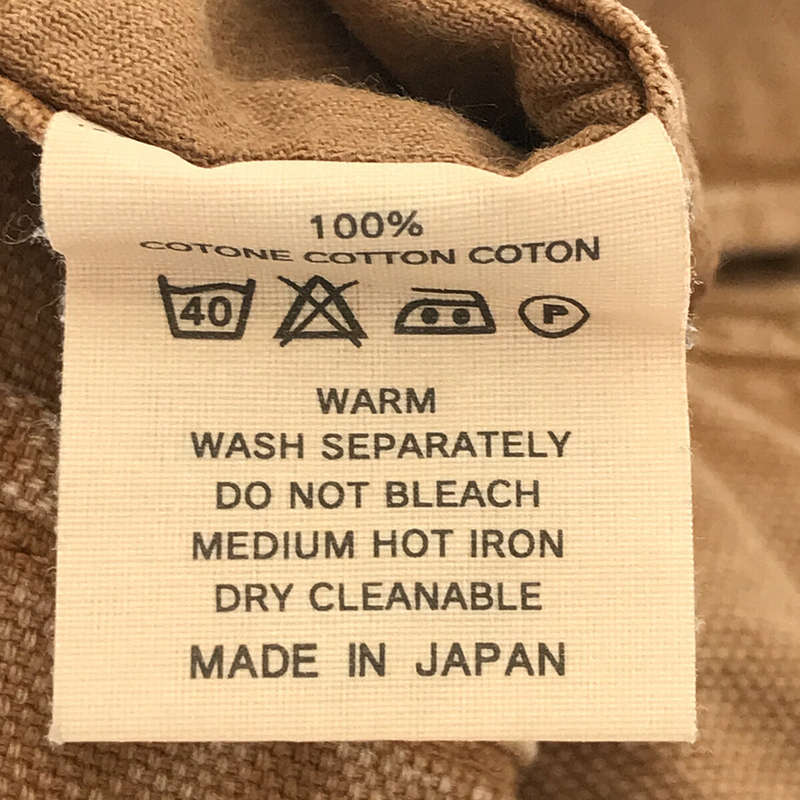 100%
COTONE COTTON COTON
40 P
WARM
WASH SEPARATELY
DO NOT BLEACH
MEDIUM HOT IRON
DRY CLEANABLE
MADE IN JAPAN